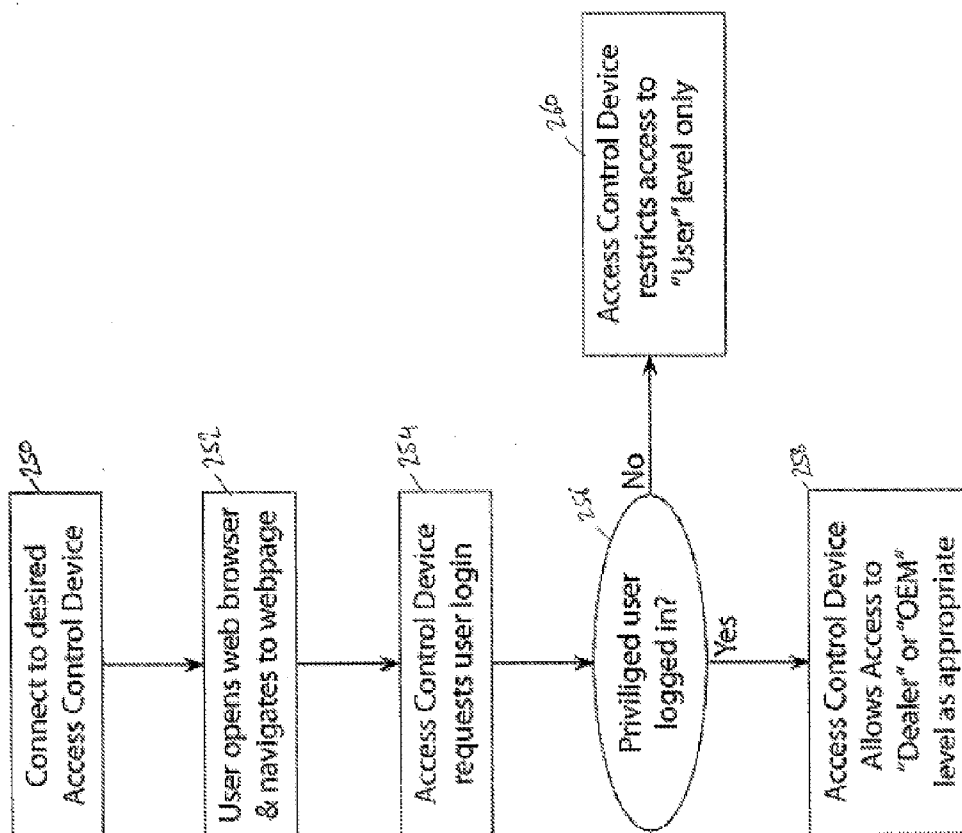 250
Connect to desired
Access Control Device
252
User opens web browser
& navigates to webpage
254
Access Control Device
requests user login
256
Priviliged user
logged in?
No
260
Access Control Device
restricts access to
"User" level only
Yes
258
Access Control Device
Allows Access to
"Dealer" or "OEM"
level as appropriate